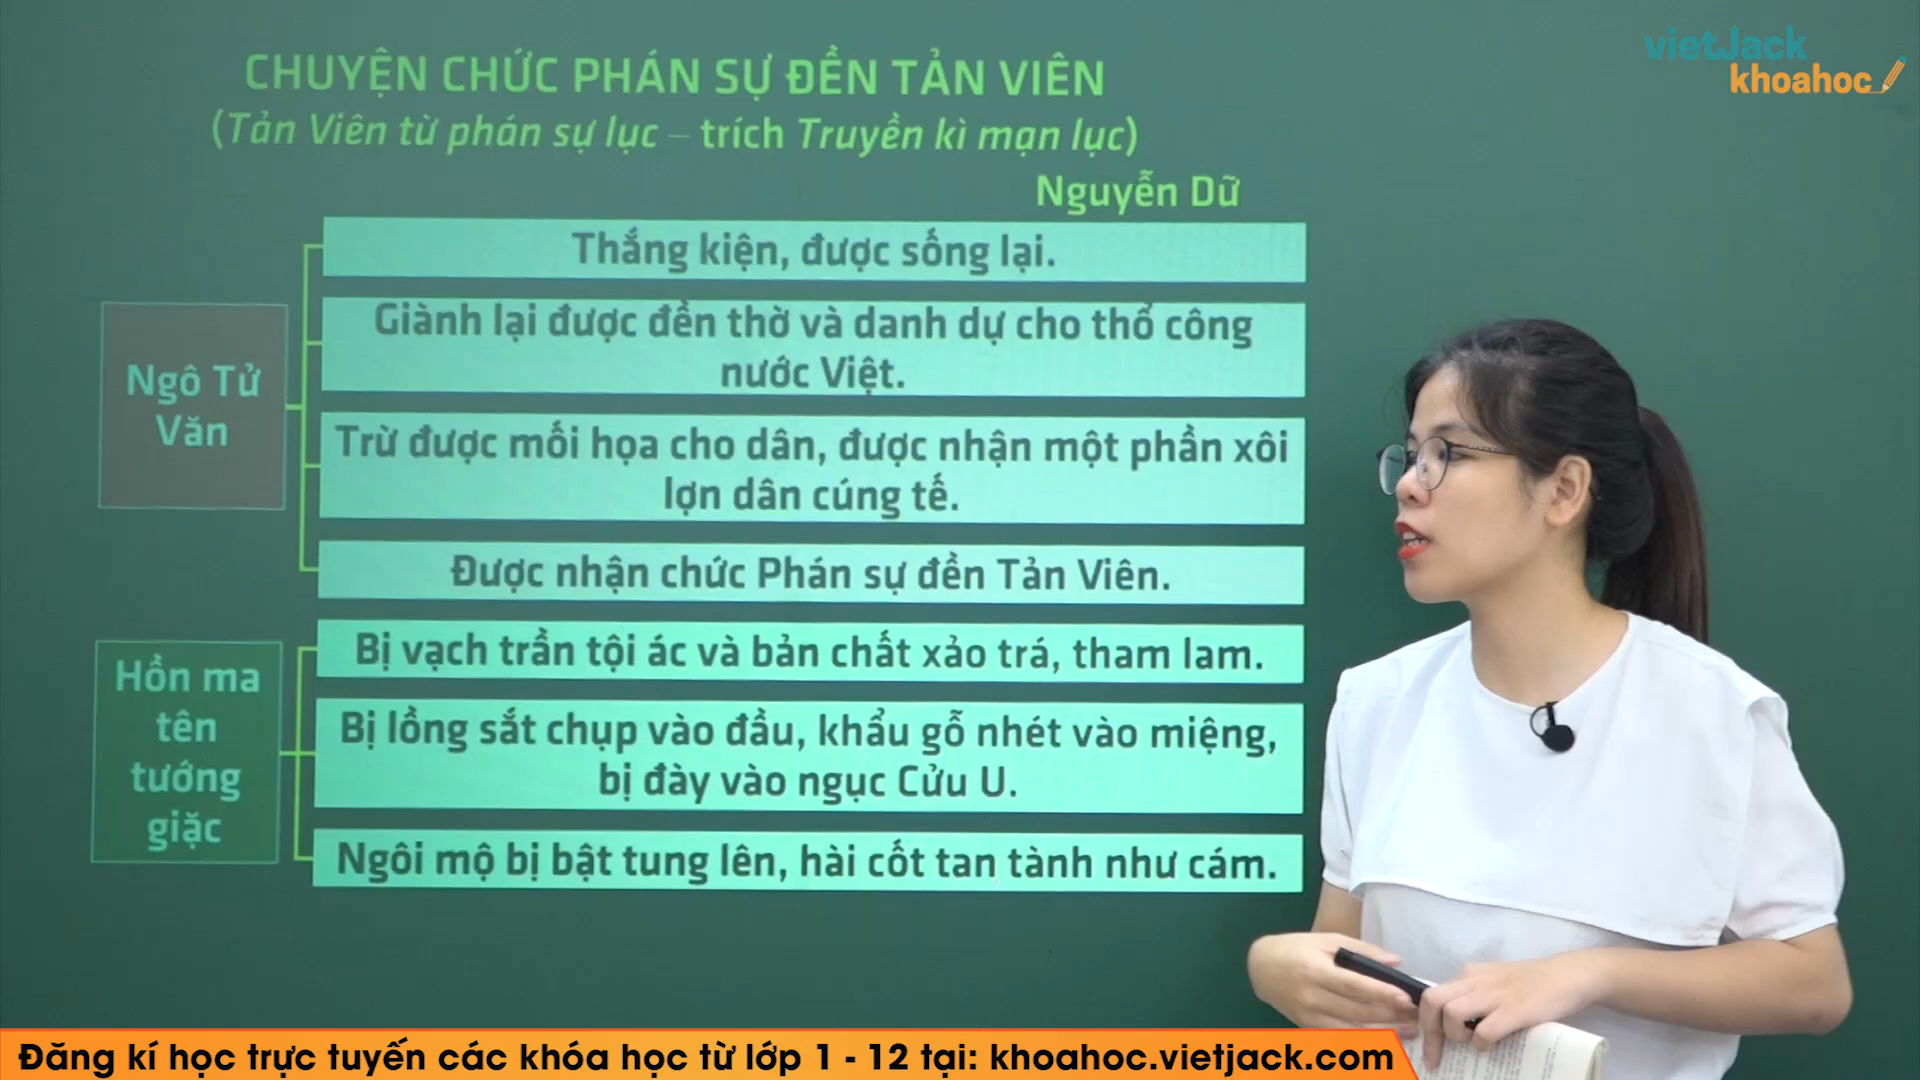 vietJack
khoahoc
CHUYỆN CHỨC PHÁN SỰ ĐỀN TẢN VIÊN
(Tản Viên từ phán sự lục – trích Truyền kì mạn lục)
Nguyễn Dữ
Ngô Tử
Văn
Thắng kiện, được sống lại.
Giành lại được đền thờ và danh dự cho thổ công
nước Việt.
Trừ được mối họa cho dân, được nhận một phần xôi
lợn dân cúng tế.
Được nhận chức Phán sự đền Tản Viên.
Hồn ma
tên
tướng
giặc
Bị vạch trần tội ác và bản chất xảo trá, tham lam.
Bị lồng sắt chụp vào đầu, khẩu gỗ nhét vào miệng,
bị đày vào ngục Cửu U.
Ngôi mộ bị bật tung lên, hài cốt tan tành như cám.
Đăng kí học trực tuyến các khóa học từ lớp 1 - 12 tại: khoahoc.vietjack.com